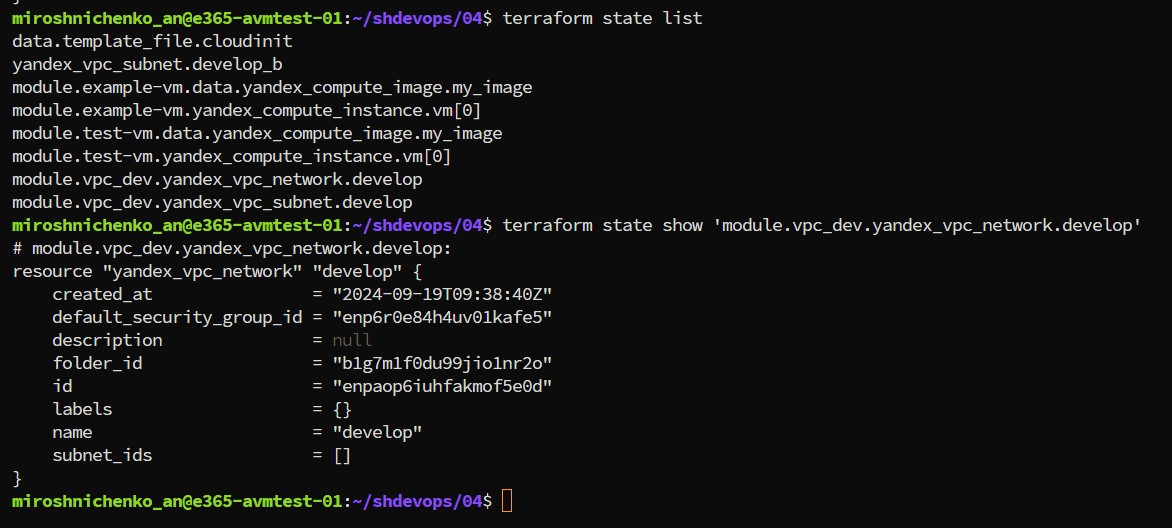 miroshnichenko_an@e365-avmtest-01:~/shdevops/04$ terraform state list
data.template_file.cloudinit
yandex_vpc_subnet.develop_b
module.example-vm.data.yandex_compute_image.my_image
module.example-vm.yandex_compute_instance.vm[0]
module.test-vm.data.yandex_compute_image.my_image
module.test-vm.yandex_compute_instance.vm[0]
module.vpc_dev.yandex_vpc_network.develop
module.vpc_dev.yandex_vpc_subnet.develop
miroshnichenko_an@e365-avmtest-01:~/shdevops/04$ terraform state show 'module.vpc_dev.yandex_vpc_network.develop'
# module.vpc_dev.yandex_vpc_network.develop:
resource "yandex_vpc_network" "develop" {
    created_at                = "2024-09-19T09:38:40Z"
    default_security_group_id = "enp6r0e84h4uv01kafe5"
    description               = null
    folder_id                 = "b1g7m1f0du99jio1nr2o"
    id                        = "enpaop6iuhfakmof5e0d"
    labels                    = {}
    name                      = "develop"
    subnet_ids                = []
}
miroshnichenko_an@e365-avmtest-01:~/shdevops/04$